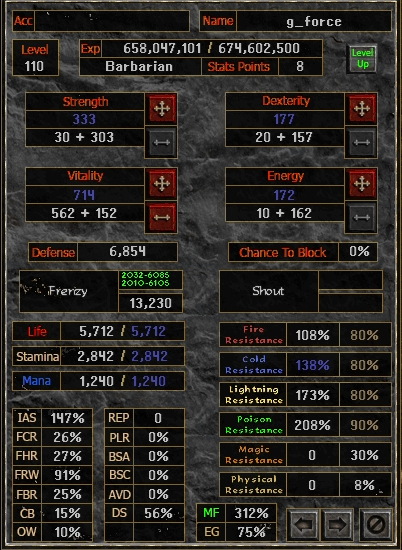 Acc Name g_force
Level Exp 658,047,101 / 674,602,500 Level Up
110 Barbarian Stats Points 8
Strength Dexterity
333 177
30 + 303 20 + 157
Vitality Energy
714 172
562 + 152 10 + 162
Defense 6,854 Chance To Block 0%
Frenzy 2032-6085 Shout
2010-6105
13,230
Life 5,712 / 5,712 Fire Resistance 108% 80%
Stamina 2,842 / 2,842 Cold Resistance 138% 80%
Mana 1,240 / 1,240 Lightning Resistance 173% 80%
Poison Resistance 208% 90%
IAS 147% REP 0 Magic Resistance 0 30%
FCR 26% PLR 0%
FHR 27% BSA 0% Physical Resistance 0 8%
FRW 91% BSC 0%
FBR 25% AVD 0%
CB 15% DS 56% MF 312%
OW 10% EG 75%